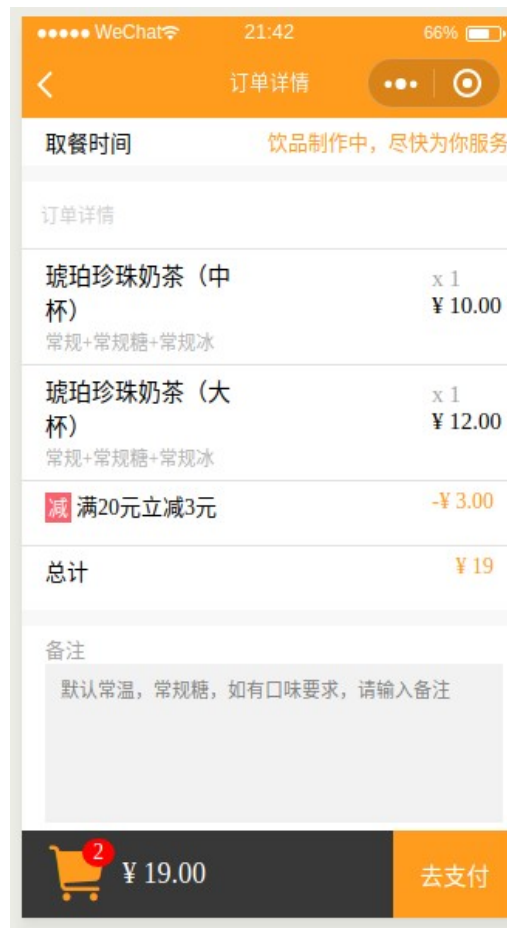 WeChat 21:42 66%
订单详情
取餐时间 饮品制作中，尽快为你服务
订单详情
琥珀珍珠奶茶（中 x 1
杯） ¥ 10.00
常规+常规糖+常规冰
琥珀珍珠奶茶（大 x 1
杯） ¥ 12.00
常规+常规糖+常规冰
减 满20元立减3元 -¥ 3.00
总计 ¥ 19
备注
默认常温，常规糖，如有口味要求，请输入备注
2 ¥ 19.00 去支付